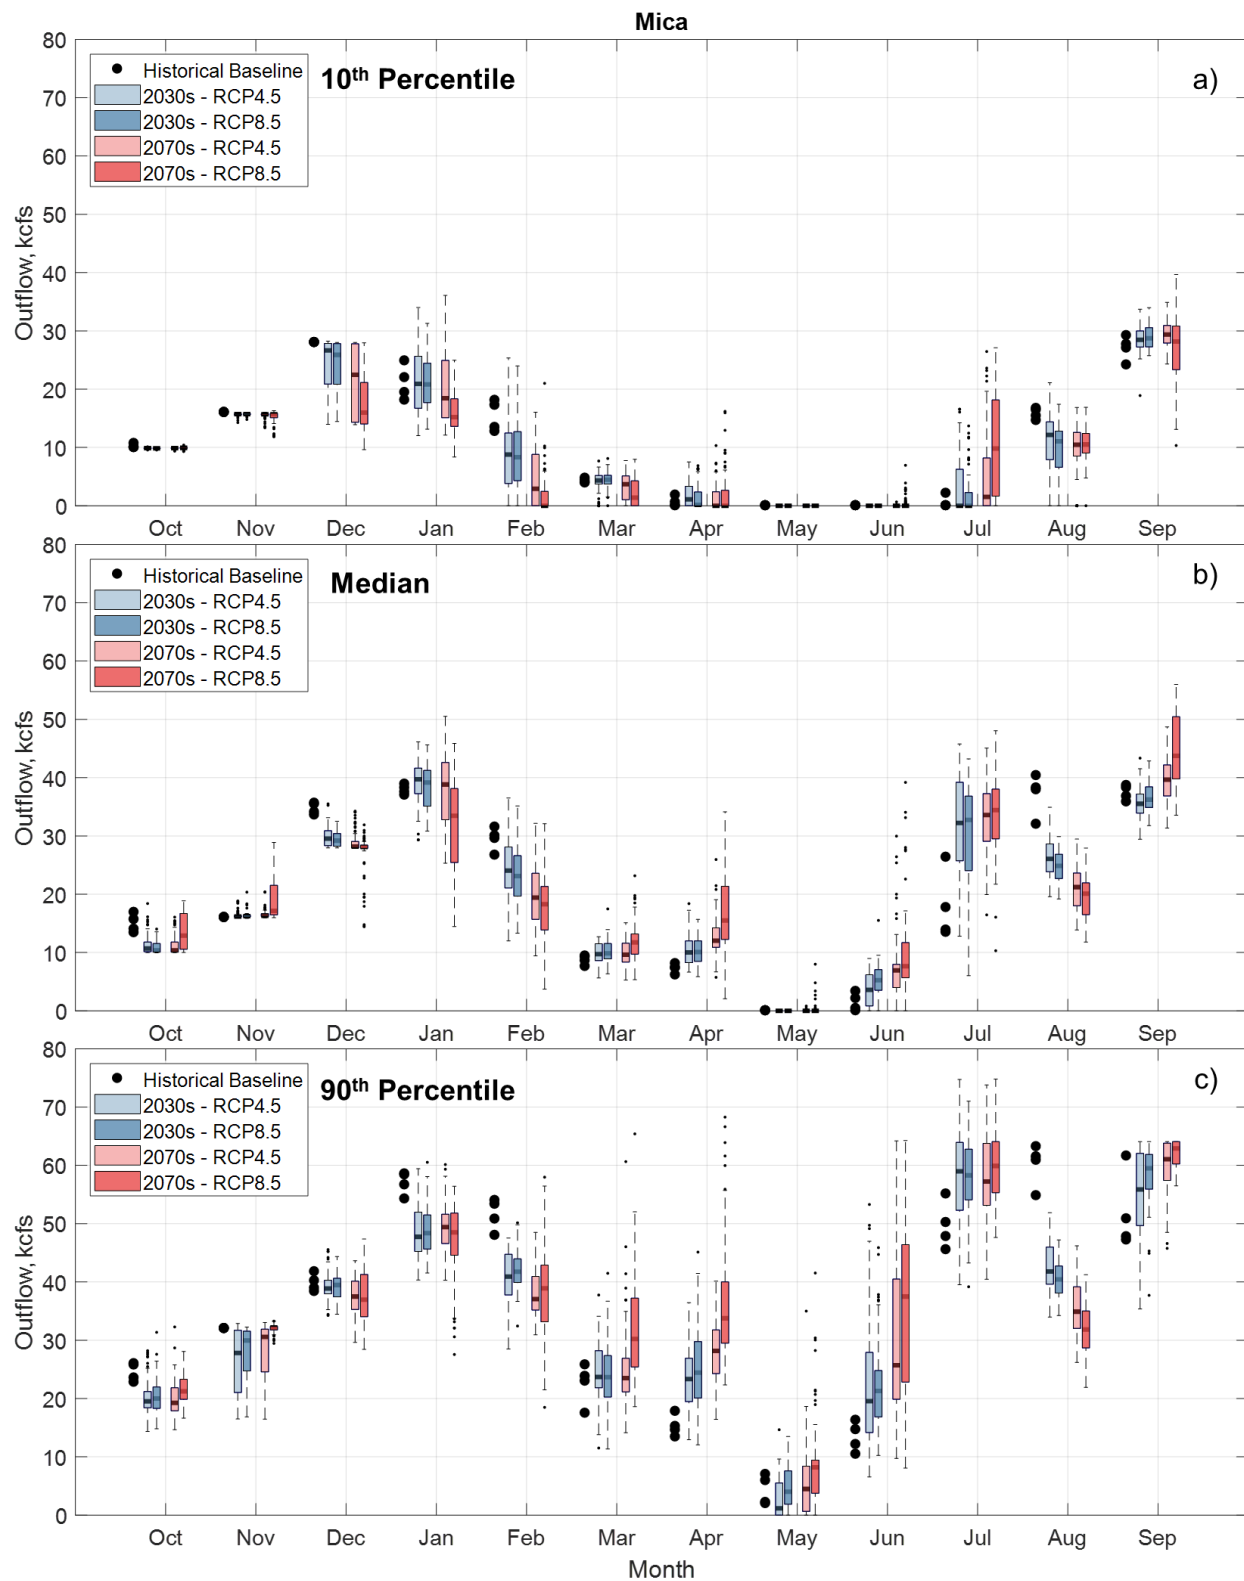 Mica
10th Percentile
a)
Historical Baseline
2030s - RCP4.5
2030s - RCP8.5
2070s - RCP4.5
2070s - RCP8.5
Outflow, kcfs
80
70
60
50
40
30
20
10
0
Oct Nov Dec Jan Feb Mar Apr May Jun Jul Aug Sep
Median
b)
Historical Baseline
2030s - RCP4.5
2030s - RCP8.5
2070s - RCP4.5
2070s - RCP8.5
Outflow, kcfs
80
70
60
50
40
30
20
10
0
Oct Nov Dec Jan Feb Mar Apr May Jun Jul Aug Sep
90th Percentile
c)
Historical Baseline
2030s - RCP4.5
2030s - RCP8.5
2070s - RCP4.5
2070s - RCP8.5
Outflow, kcfs
80
70
60
50
40
30
20
10
0
Oct Nov Dec Jan Feb Mar Apr May Jun Jul Aug Sep
Month